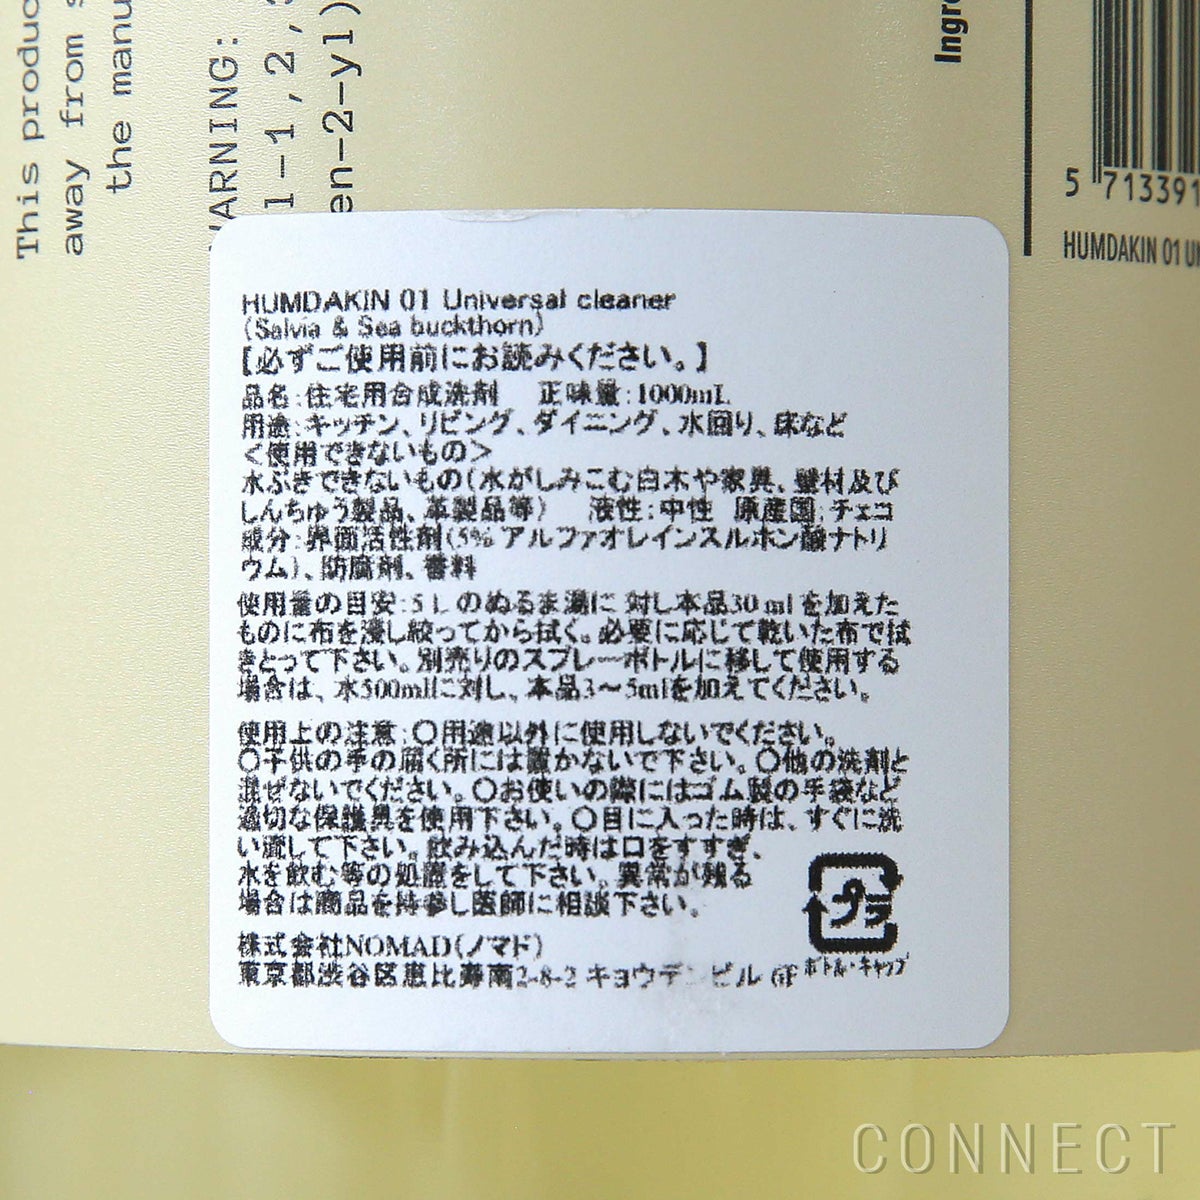 This produc
away from s
the manu
WARNING:
l-1,2,3
en-2-yl)
Ingre
5 713391
HUMDAKIN 01 UN
HUMDAKIN 01 Universal cleaner
(Salvia & Sea buckthorn)
【必ずご使用前にお読みください。】
品名:住宅用合成洗剤 正味量:1000mL
用途:キッチン、リビング、ダイニング、水回り、床など
<使用できないもの>
水ぶきできないもの(水がしみこむ白木や家具、壁材及び
しんちゅう製品、革製品等) 液性:中性 原産国:チェコ
成分:界面活性剤(5% アルファオレインスルホン酸ナトリ
ウム)、防腐剤、香料
使用量の目安:5Lのぬるま湯に 対し本品30mlを加えた
ものに布を浸し絞ってから拭く。必要に応じて乾いた布で拭
きとって下さい。別売りのスプレーボトルに移して使用する
場合は、水500mlに対し、本品3〜5mlを加えてください。
使用上の注意:〇用途以外に使用しないでください。
〇子供の手の届く所には置かないで下さい。〇他の洗剤と
混ぜないでください。〇お使いの際にはゴム製の手袋など
適切な保護具を使用下さい。〇目に入った時は、すぐに洗
い流して下さい。飲み込んだ時は口をすすぎ、
水を飲む等の処置をして下さい。異常が残る
場合は商品を持参し医師に相談下さい。
株式会社NOMAD(ノマド)
東京都渋谷区恵比寿南2-8-2 キョウデンビル 6F
プラ
ボトル・キャップ
CONNECT